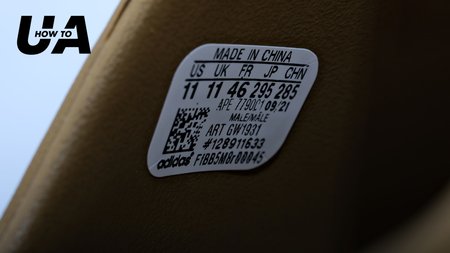 HOW TO
UA
MADE IN CHINA
US UK FR JP CHN
11 11 46 295 285
APE 779001 09/21
MALE/MÂLE
ART GW1931
#128911633
adidas F1BB5M8r00045